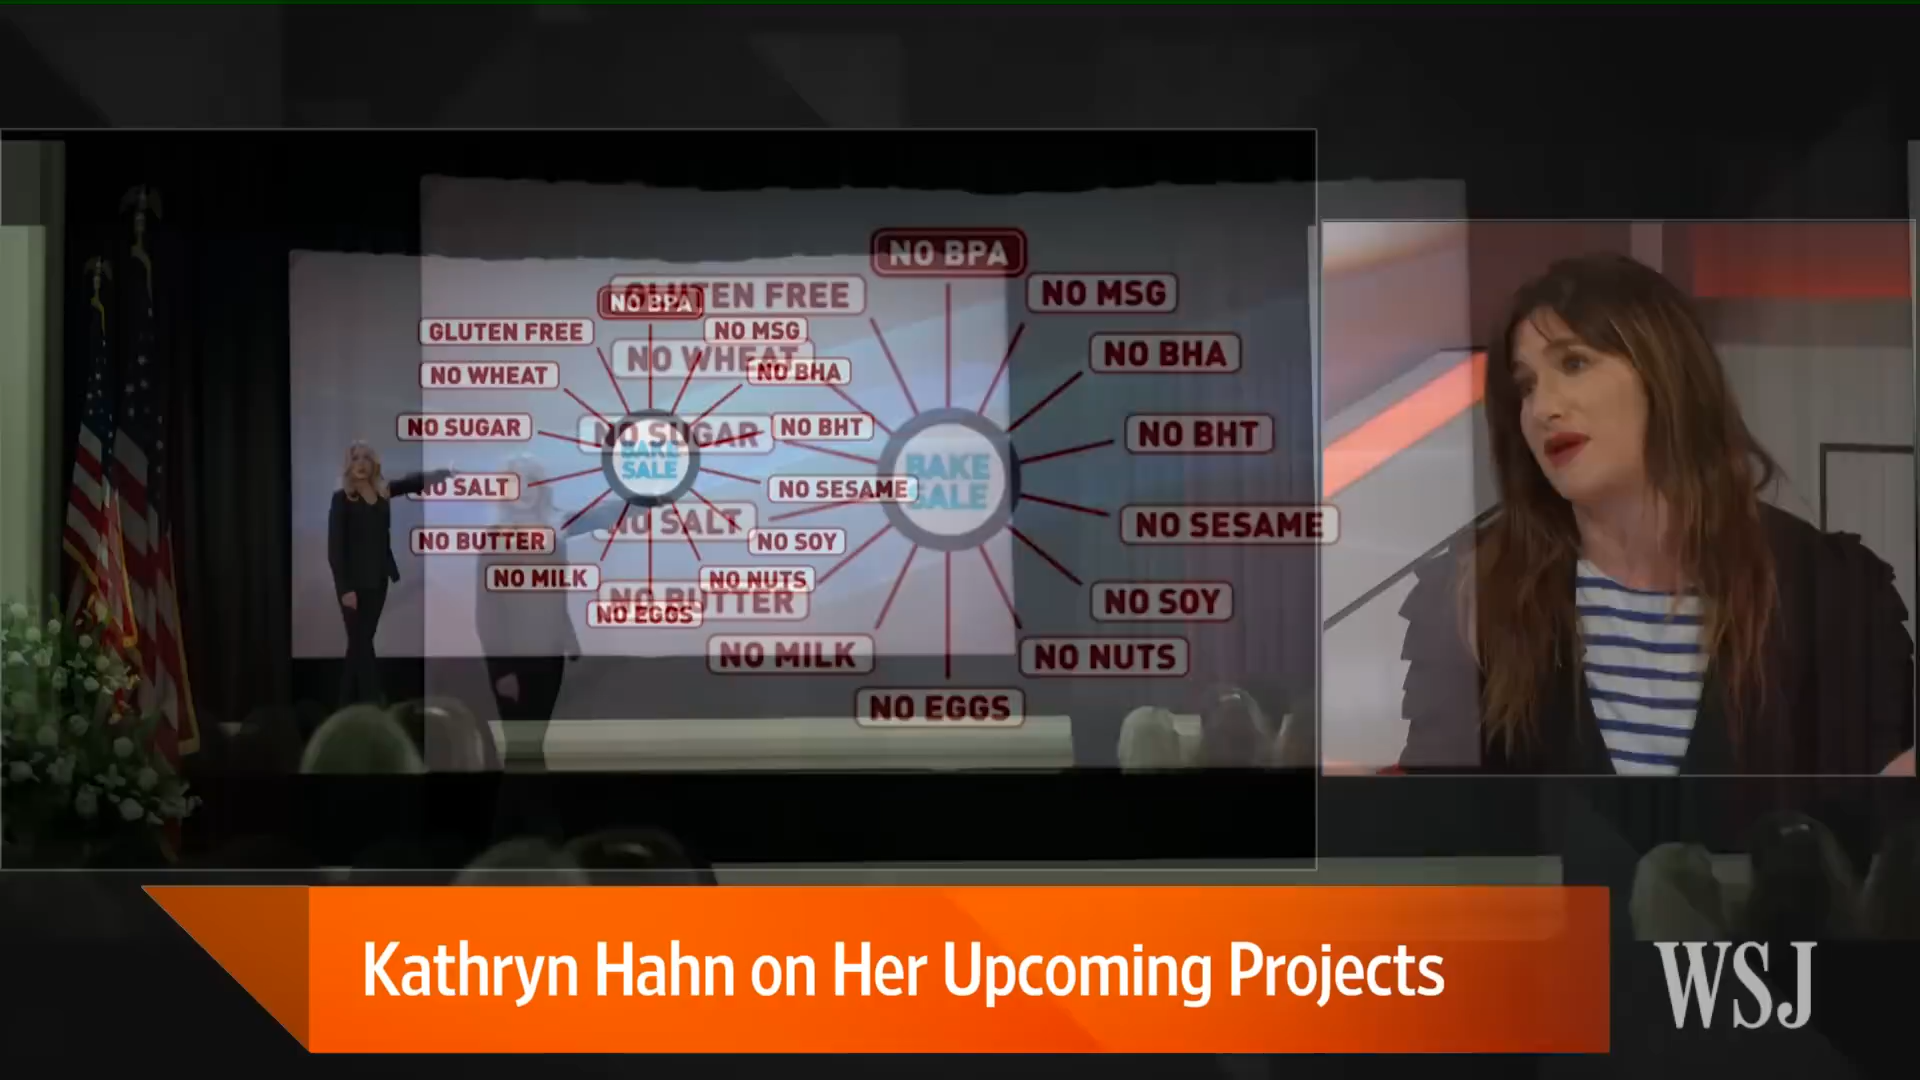 NO BPA
GLUTEN FREE
NO MSG
NO WHEAT
NO BHA
NO SUGAR
NO BHT
BAKE
SALE
NO SALT
NO SESAME
NO BUTTER
NO SOY
NO MILK
NO NUTS
NO EGGS
NO BPA
GLUTEN FREE
NO MSG
NO WHEAT
NO BHA
NO SUGAR
NO BHT
BAKE
SALE
NO SALT
NO SESAME
NO BUTTER
NO SOY
NO MILK
NO NUTS
NO EGGS
Kathryn Hahn on Her Upcoming Projects
WSJ